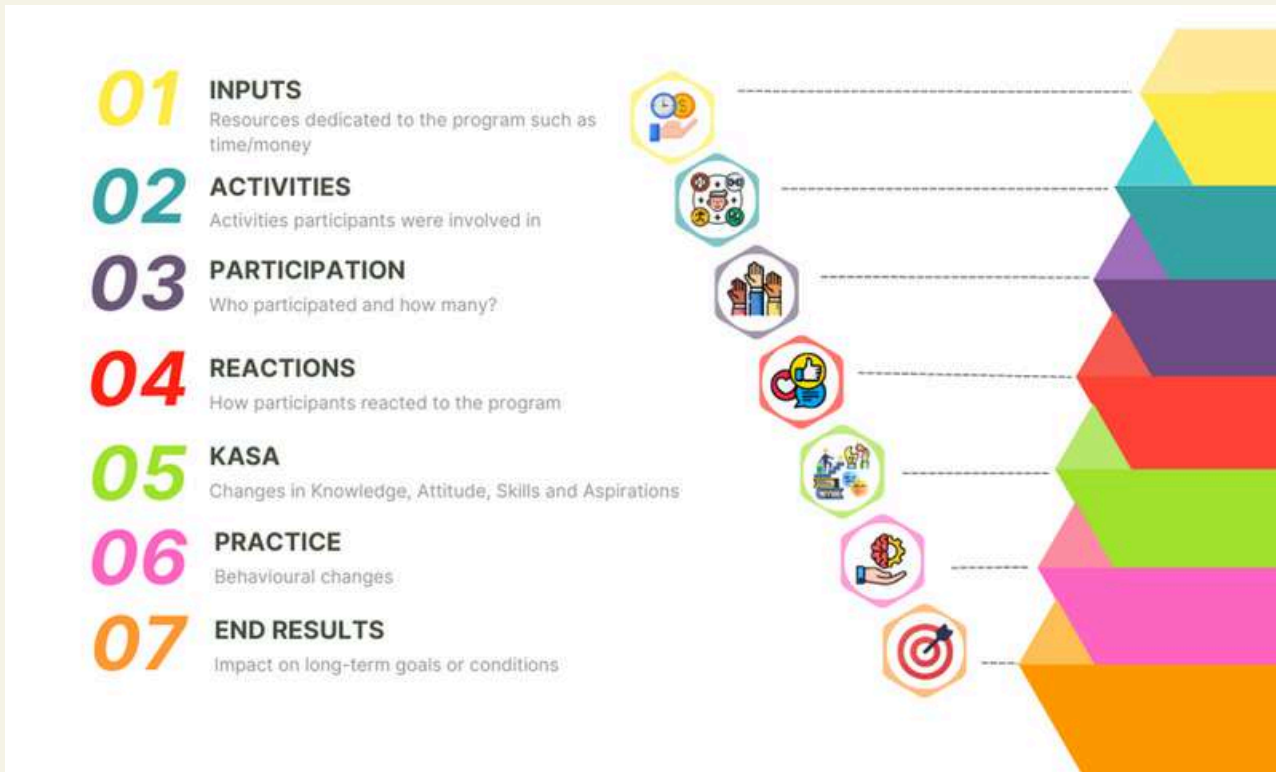 01
INPUTS
Resources dedicated to the program such as
time/money
02
ACTIVITIES
Activities participants were involved in
03
PARTICIPATION
Who participated and how many?
04
REACTIONS
How participants reacted to the program
05
KASA
Changes in Knowledge, Attitude, Skills and Aspirations
06
PRACTICE
Behavioural changes
07
END RESULTS
Impact on long-term goals or conditions